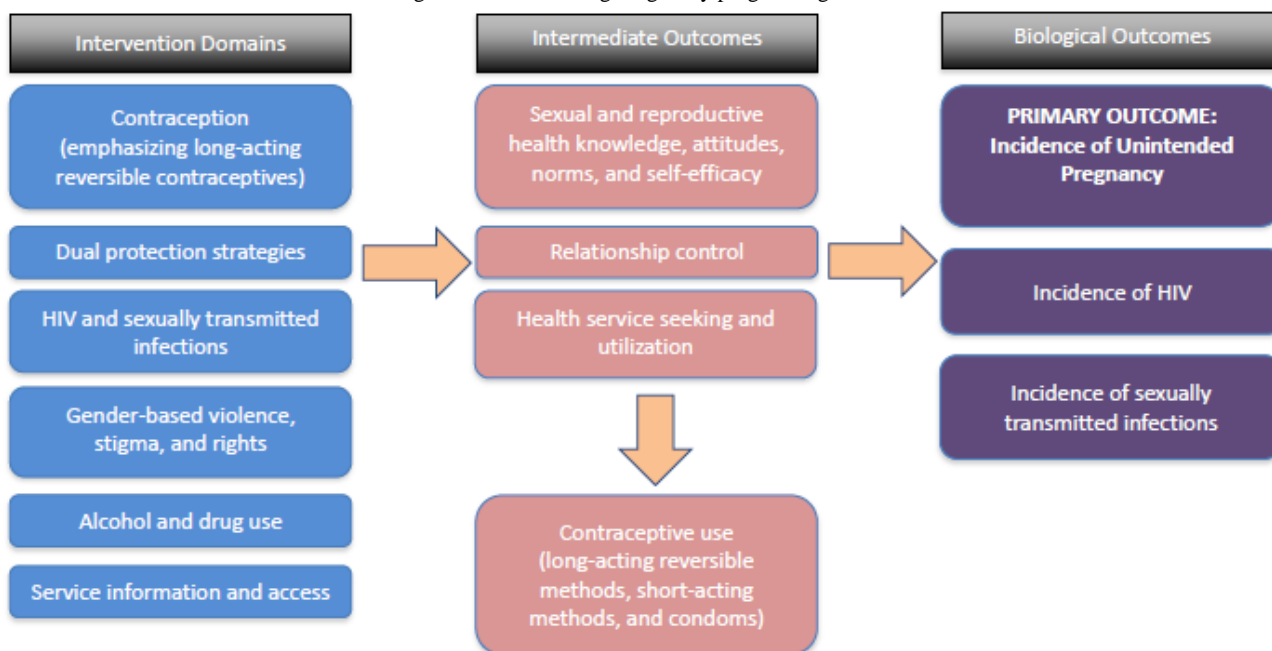 Intervention Domains
Contraception
(emphasizing long-acting
reversible contraceptives)
Dual protection strategies
HIV and sexually transmitted
infections
Gender-based violence,
stigma, and rights
Alcohol and drug use
Service information and access
Intermediate Outcomes
Sexual and reproductive
health knowledge, attitudes,
norms, and self-efficacy
Relationship control
Health service seeking and
utilization
Contraceptive use
(long-acting reversible
methods, short-acting
methods, and condoms)
Biological Outcomes
PRIMARY OUTCOME:
Incidence of Unintended
Pregnancy
Incidence of HIV
Incidence of sexually
transmitted infections